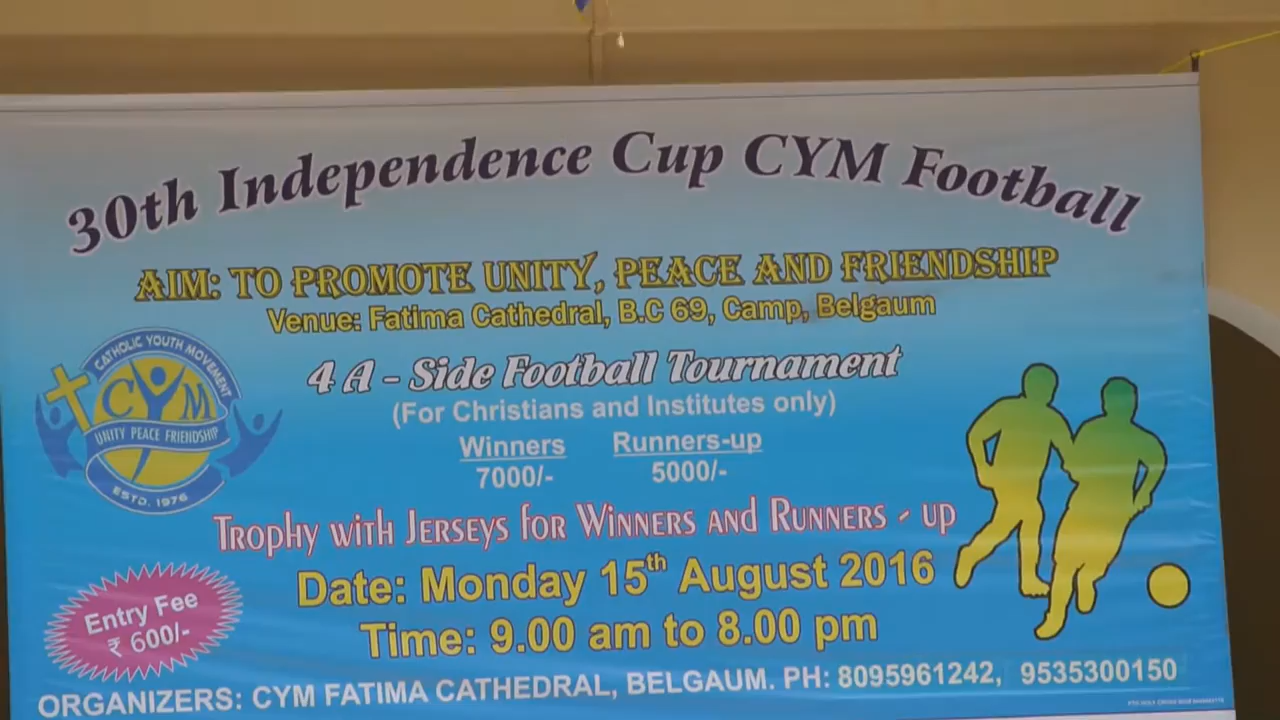 30th Independence Cup CYM Football
AIM: TO PROMOTE UNITY, PEACE AND FRIENDSHIP
Venue: Fatima Cathedral, B.C 69, Camp, Belgaum
CATHOLIC YOUTH MOVEMENT
CYM
UNITY PEACE FRIENDSHIP
ESTD. 1976
4 A - Side Football Tournament
(For Christians and Institutes only)
Winners Runners-up
7000/- 5000/-
TROPHY WITH JERSEYS FOR WINNERS AND RUNNERS - UP
Date: Monday 15th August 2016
Time: 9.00 am to 8.00 pm
Entry Fee
₹ 600/-
ORGANIZERS: CYM FATIMA CATHEDRAL, BELGAUM. PH: 8095961242, 9535300150